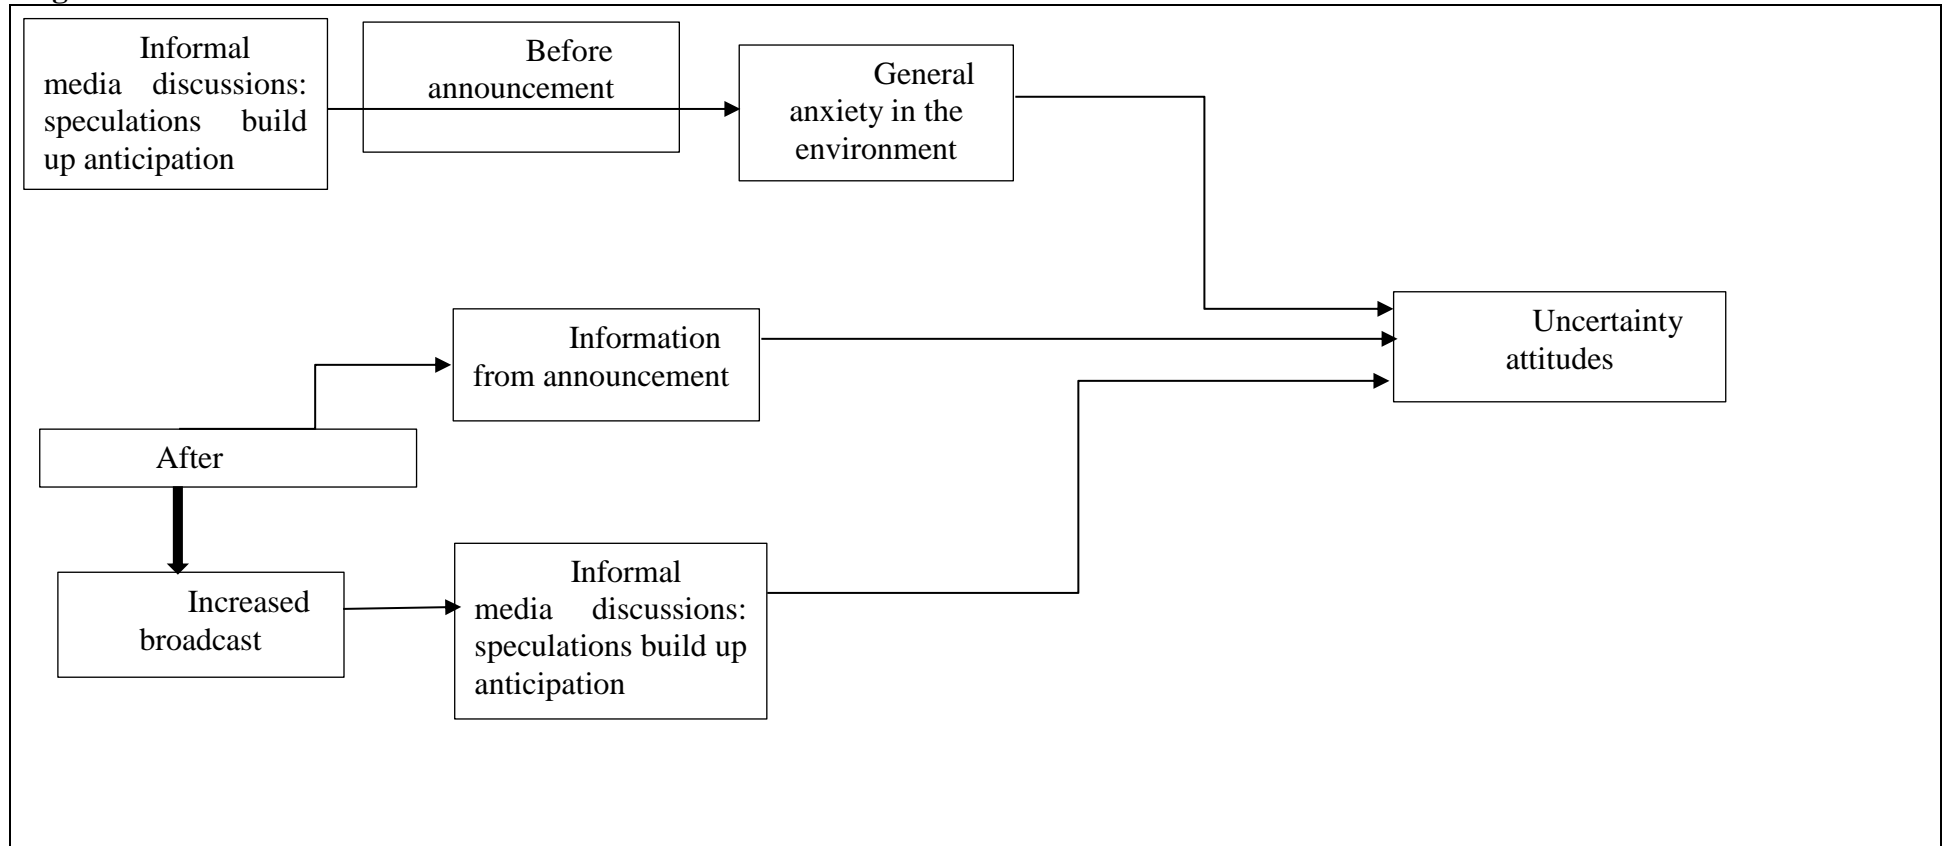 Informal
media discussions:
speculations build
up anticipation
Before
announcement
General
anxiety in the
environment
Information
from announcement
Uncertainty
attitudes
After
Increased
broadcast
Informal
media discussions:
speculations build up
anticipation